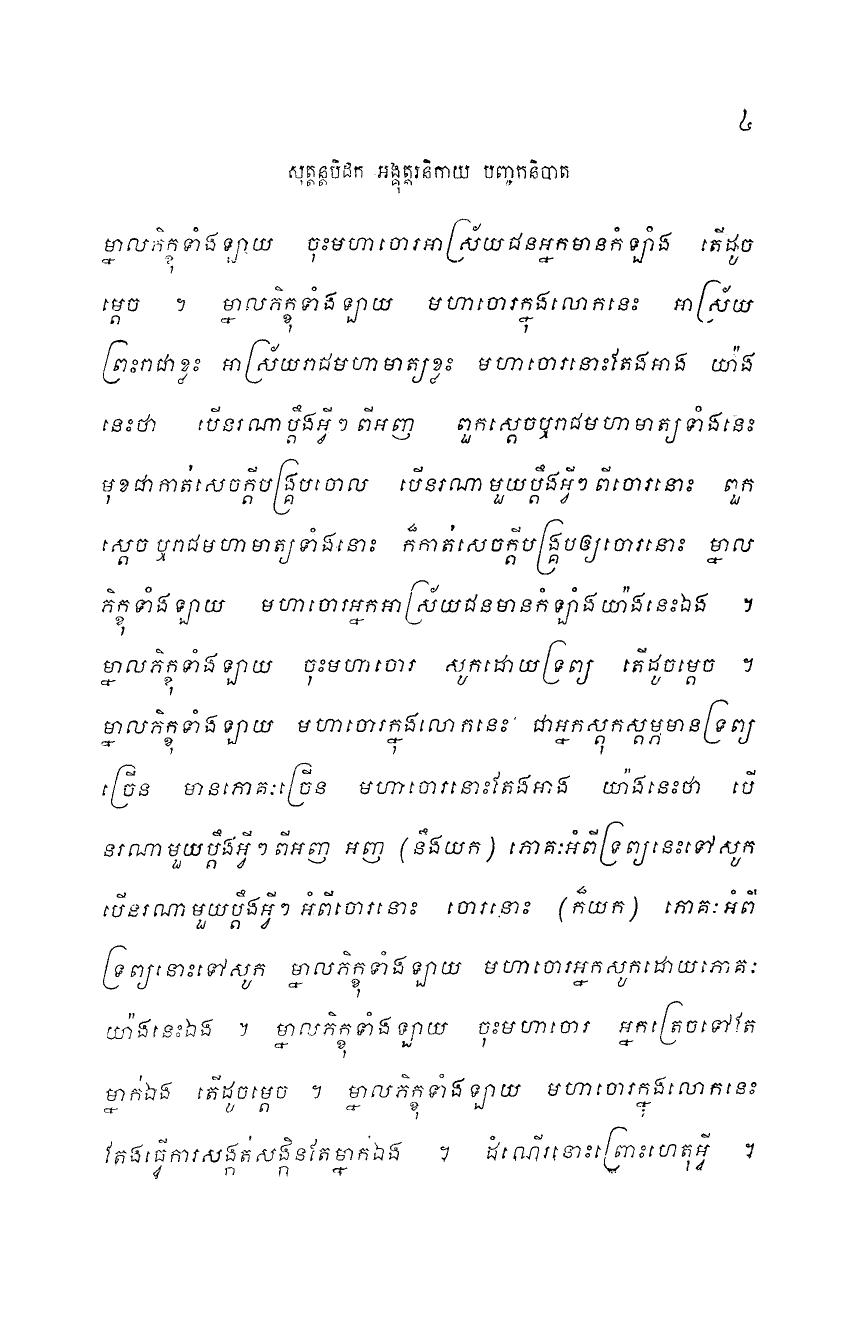 ៤
សុត្តន្តបិដក អង្គុត្តរនិកាយ បញ្ចកនិបាត
ម្នាលភិក្ខុទាំងឡាយ ចុះមហាចោរអាស្រ័យជនអ្នកមានកំឡាំង តើដូច
ម្តេច ។ ម្នាលភិក្ខុទាំងឡាយ មហាចោរក្នុងលោកនេះ អាស្រ័យ
ព្រះរាជាខ្លះ អាស្រ័យរាជមហាមាត្យខ្លះ មហាចោរនោះតែងអាង យ៉ាង
នេះថា បើនរណាប្តឹងអ្វីៗ ពីអញ ពួកស្តេចឬរាជមហាមាត្យទាំងនេះ
មុខជាកាត់សេចក្តីបង្គ្របចោល បើនរណាមួយប្តឹងអ្វីៗ ពីចោរនោះ ពួក
ស្តេច ឬរាជមហាមាត្យទាំងនោះ ក៏កាត់សេចក្តីបង្គ្របឲ្យចោរនោះ ម្នាល
ភិក្ខុទាំងឡាយ មហាចោរអ្នកអាស្រ័យជនមានកំឡាំងយ៉ាងនេះឯង ។
ម្នាលភិក្ខុទាំងឡាយ ចុះមហាចោរ សូកដោយទ្រព្យ តើដូចម្តេច ។
ម្នាលភិក្ខុទាំងឡាយ មហាចោរក្នុងលោកនេះ ជាអ្នកស្តុកស្តម្ភមានទ្រព្យ
ច្រើន មានភោគៈច្រើន មហាចោរនោះតែងអាង យ៉ាងនេះថា បើ
នរណាមួយប្តឹងអ្វីៗ ពីអញ អញ (នឹងយក) ភោគៈអំពីទ្រព្យនេះទៅសូក
បើនរណាមួយប្តឹងអ្វីៗ អំពីចោរនោះ ចោរនោះ (ក៏យក) ភោគៈអំពី
ទ្រព្យនោះទៅសូក ម្នាលភិក្ខុទាំងឡាយ មហាចោរអ្នកសូកដោយភោគៈ
យ៉ាងនេះឯង ។ ម្នាលភិក្ខុទាំងឡាយ ចុះមហាចោរ អ្នកត្រេចទៅតែ
ម្នាក់ឯង តើដូចម្តេច ។ ម្នាលភិក្ខុទាំងឡាយ មហាចោរក្នុងលោកនេះ
តែងធ្វើការសង្កត់សង្កិនតែម្នាក់ឯង ។ ដំណើរនោះព្រោះហេតុអ្វី ។